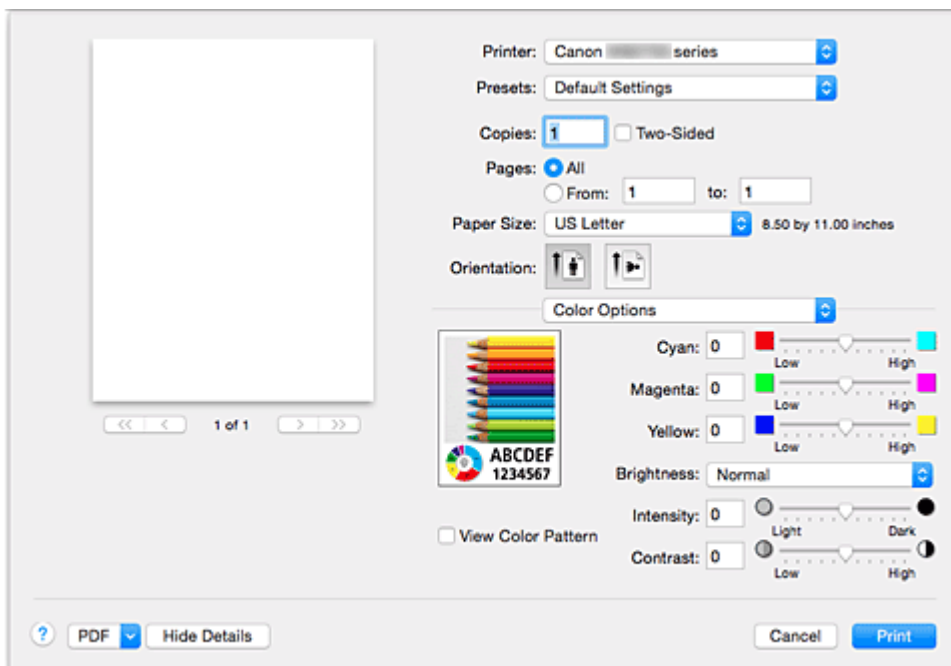 Printer: Canon series
Presets: Default Settings
Copies: 1 Two-Sided
Pages: All
From: 1 to: 1
Paper Size: US Letter 8.50 by 11.00 inches
Orientation:
Color Options
Cyan: 0
Low High
Magenta: 0
Low High
Yellow: 0
Low High
ABCDEF
1234567
Brightness: Normal
Intensity: 0
Light Dark
View Color Pattern
Contrast: 0
Low High
1 of 1
? PDF Hide Details Cancel Print